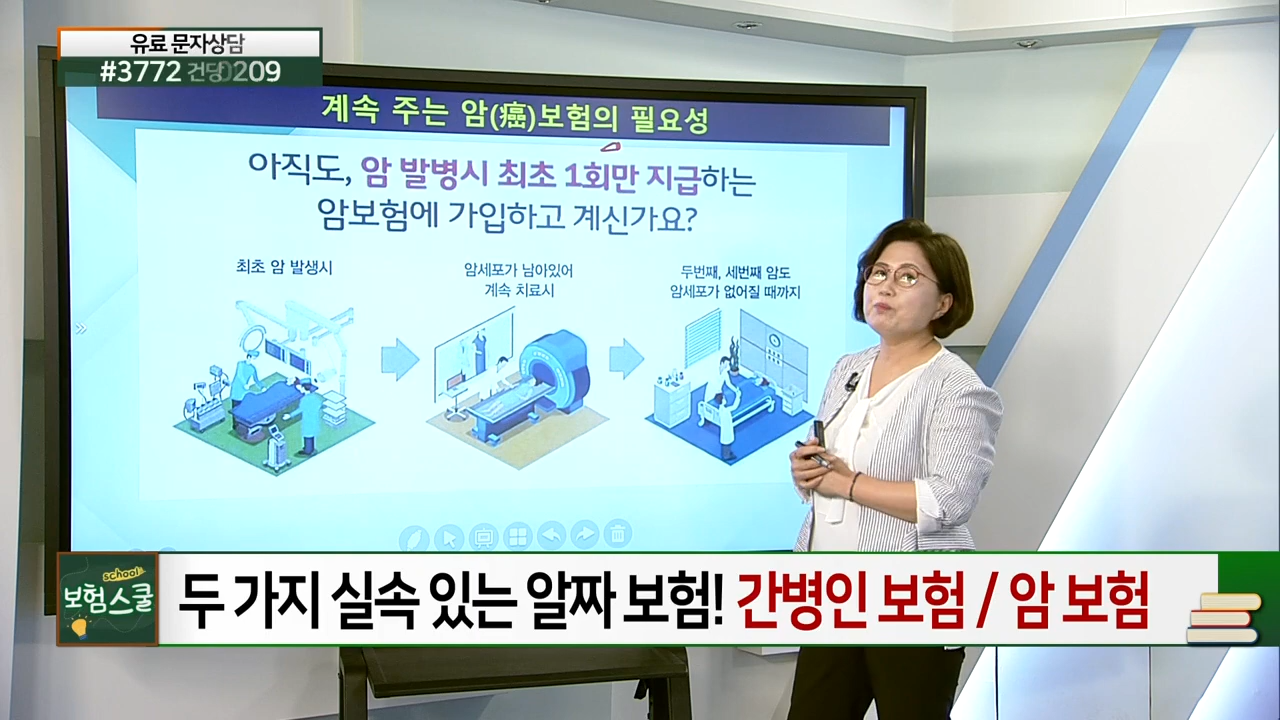 유료 문자상담
#3772 건당 209
계속 주는 암(癌)보험의 필요성
아직도, 암 발병시 최초 1회만 지급하는
암보험에 가입하고 계신가요?
최초 암 발생시
암세포가 남아있어
계속 치료시
두번째, 세번째 암도
암세포가 없어질 때까지
school
보험스쿨
두 가지 실속 있는 알짜 보험! 간병인 보험 / 암 보험